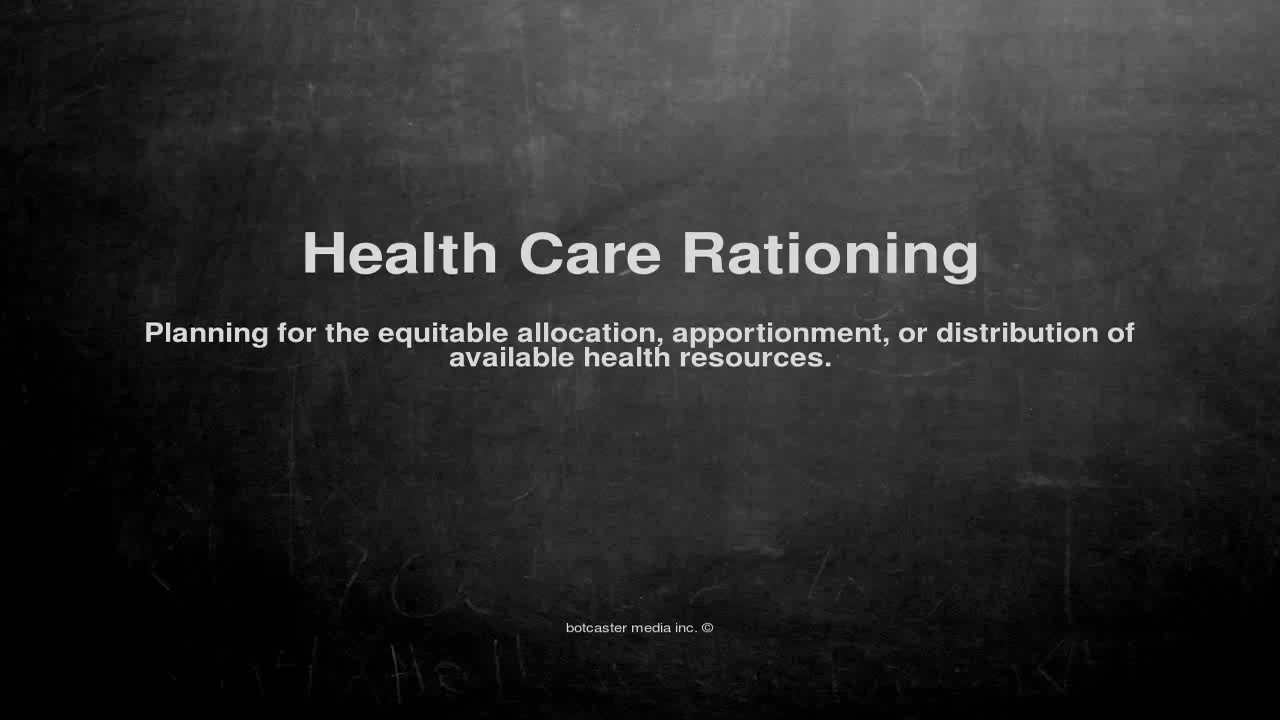 Health Care Rationing
Planning for the equitable allocation, apportionment, or distribution of
available health resources.
botcaster media inc. ©